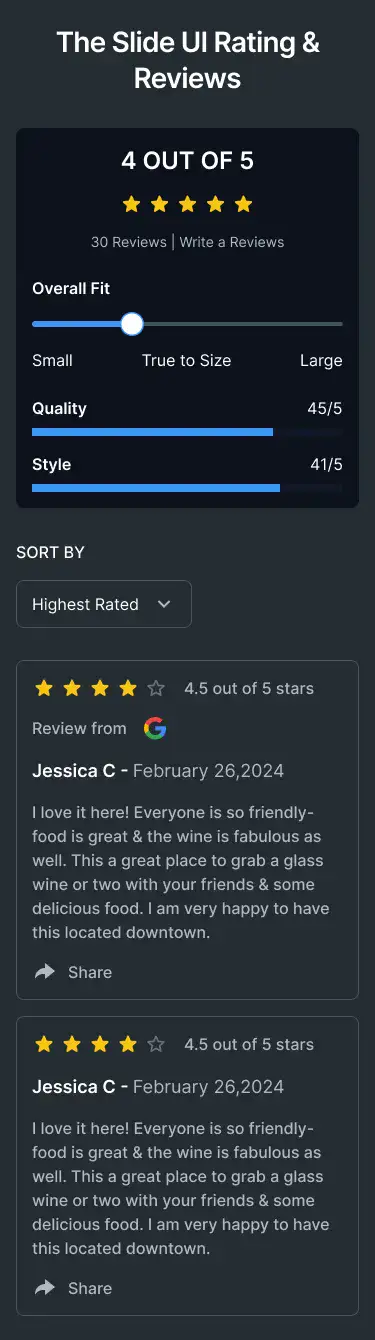 The Slide UI Rating &
Reviews
4 OUT OF 5
30 Reviews | Write a Reviews
Overall Fit
Small True to Size Large
Quality 45/5
Style 41/5
SORT BY
Highest Rated
4.5 out of 5 stars
Review from
Jessica C - February 26,2024
I love it here! Everyone is so friendly-
food is great & the wine is fabulous as
well. This a great place to grab a glass
wine or two with your friends & some
delicious food. I am very happy to have
this located downtown.
Share
4.5 out of 5 stars
Jessica C - February 26,2024
I love it here! Everyone is so friendly-
food is great & the wine is fabulous as
well. This a great place to grab a glass
wine or two with your friends & some
delicious food. I am very happy to have
this located downtown.
Share